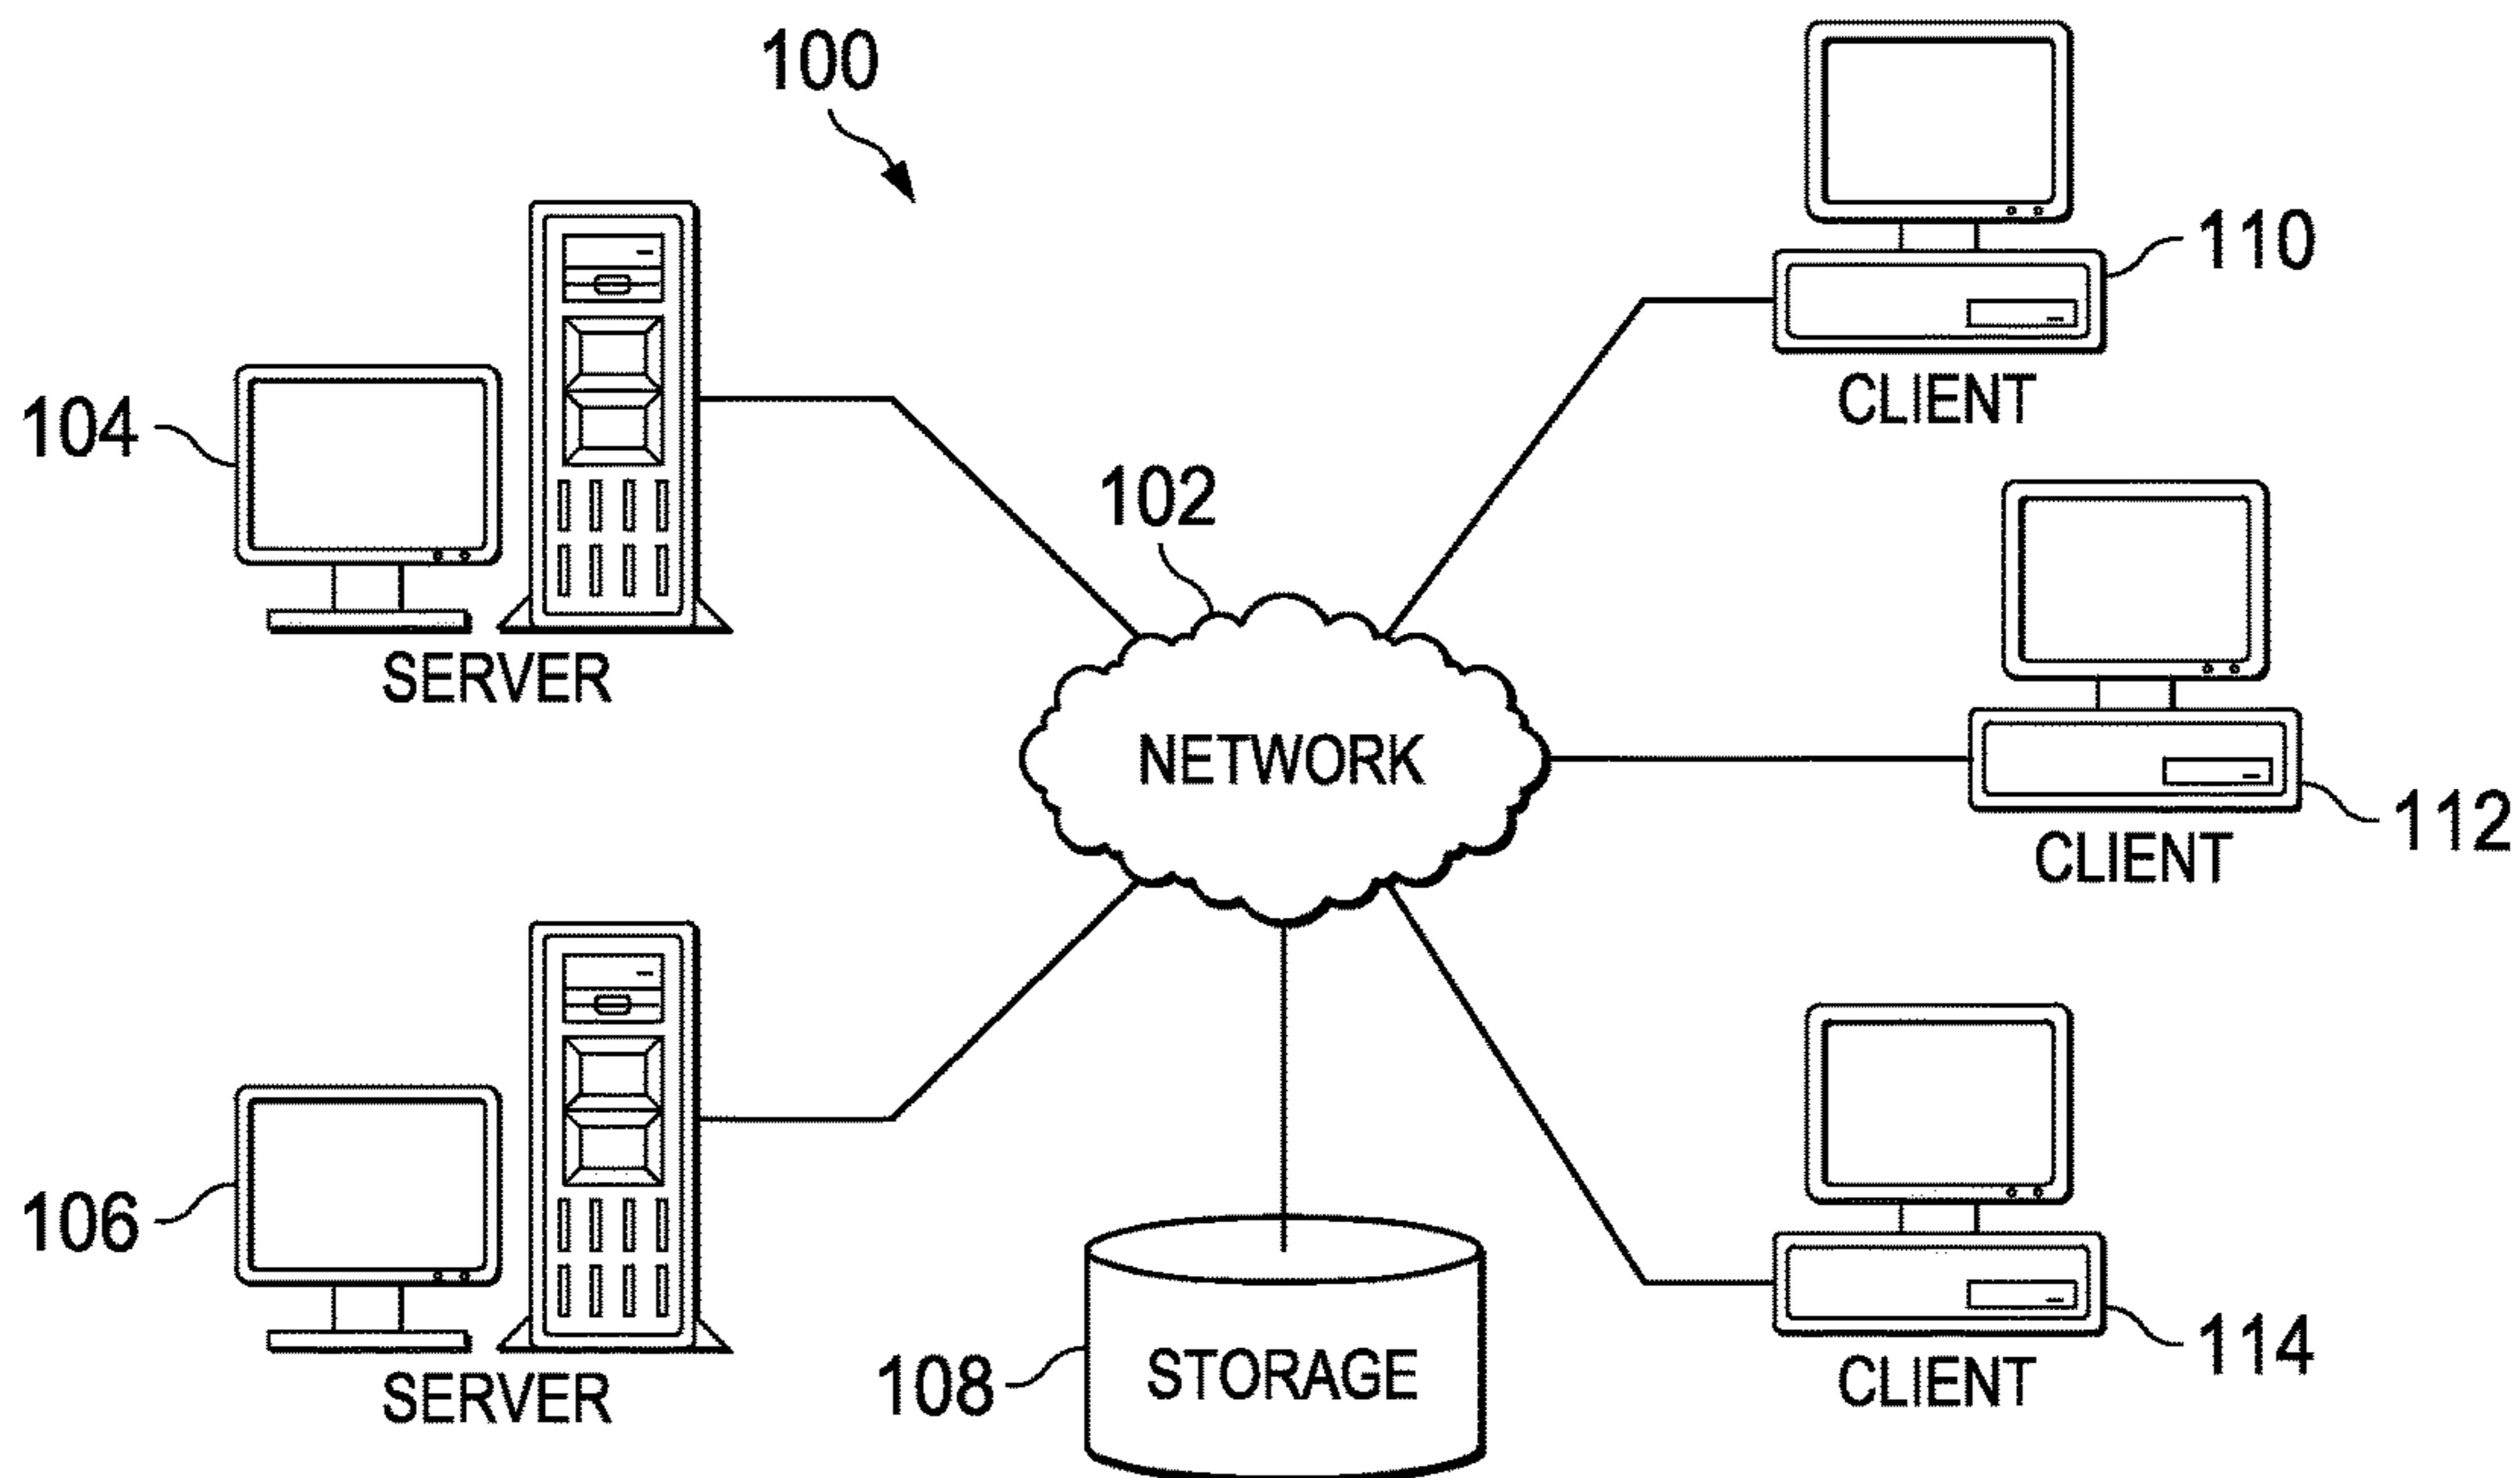 100
110
CLIENT
104
102
SERVER
NETWORK
112
CLIENT
106
SERVER
108
STORAGE
114
CLIENT